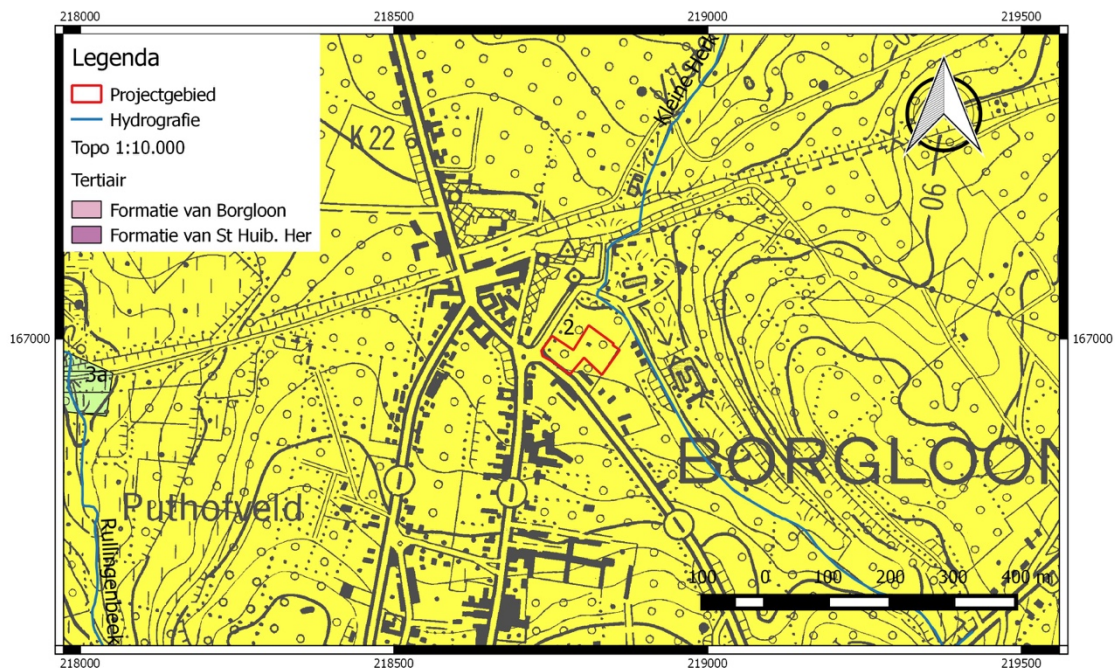 218000 218500 219000 219500
Legenda
Projectgebied
Hydrografie
Topo 1:10.000
Tertiair
Formatie van Borgloon
Formatie van St Huib. Her
K 22
Kleine Herk
90
167000 167000
2
3a
BORGLOON
Puthofveld
Rullingenbeek
100 0 100 200 300 400 m
218000 218500 219000 219500